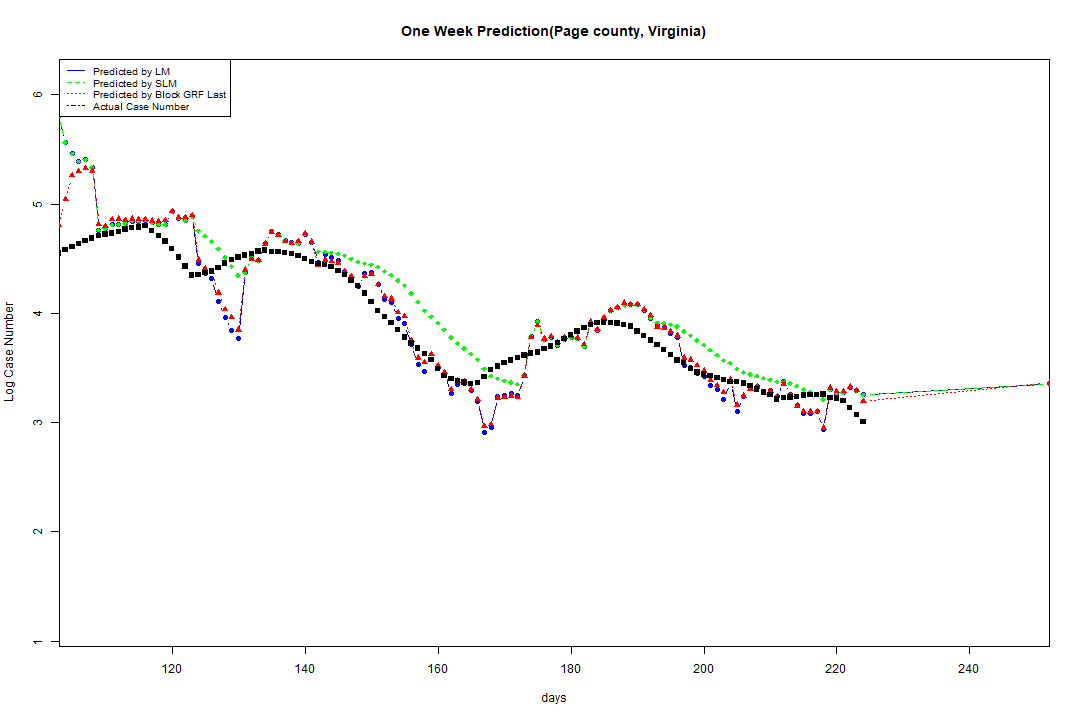 One Week Prediction(Page county, Virginia)
Predicted by LM
Predicted by SLM
Predicted by Block GRF Last
Actual Case Number
6
5
4
3
2
1
Log Case Number
120 140 160 180 200 220 240
days